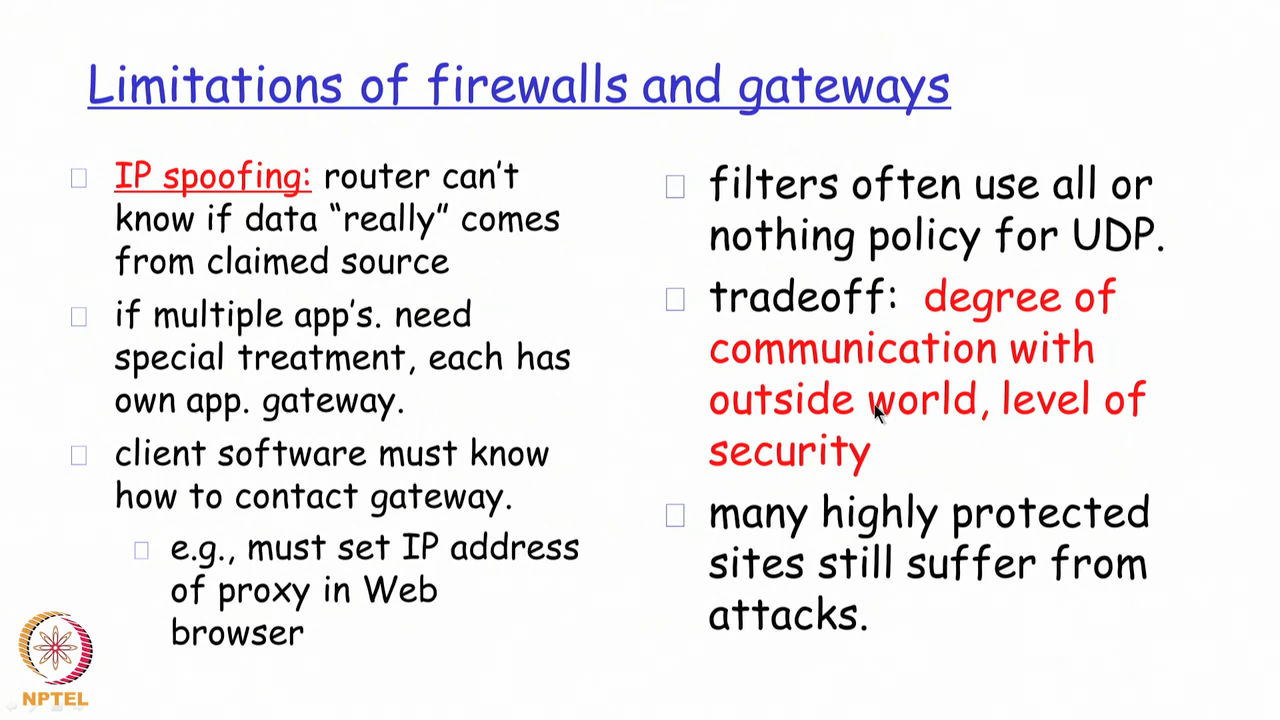 Limitations of firewalls and gateways
IP spoofing: router can't
know if data “really” comes
from claimed source
if multiple app's. need
special treatment, each has
own app. gateway.
client software must know
how to contact gateway.
e.g., must set IP address
of proxy in Web
browser
filters often use all or
nothing policy for UDP.
tradeoff: degree of
communication with
outside world, level of
security
many highly protected
sites still suffer from
attacks.
NPTEL